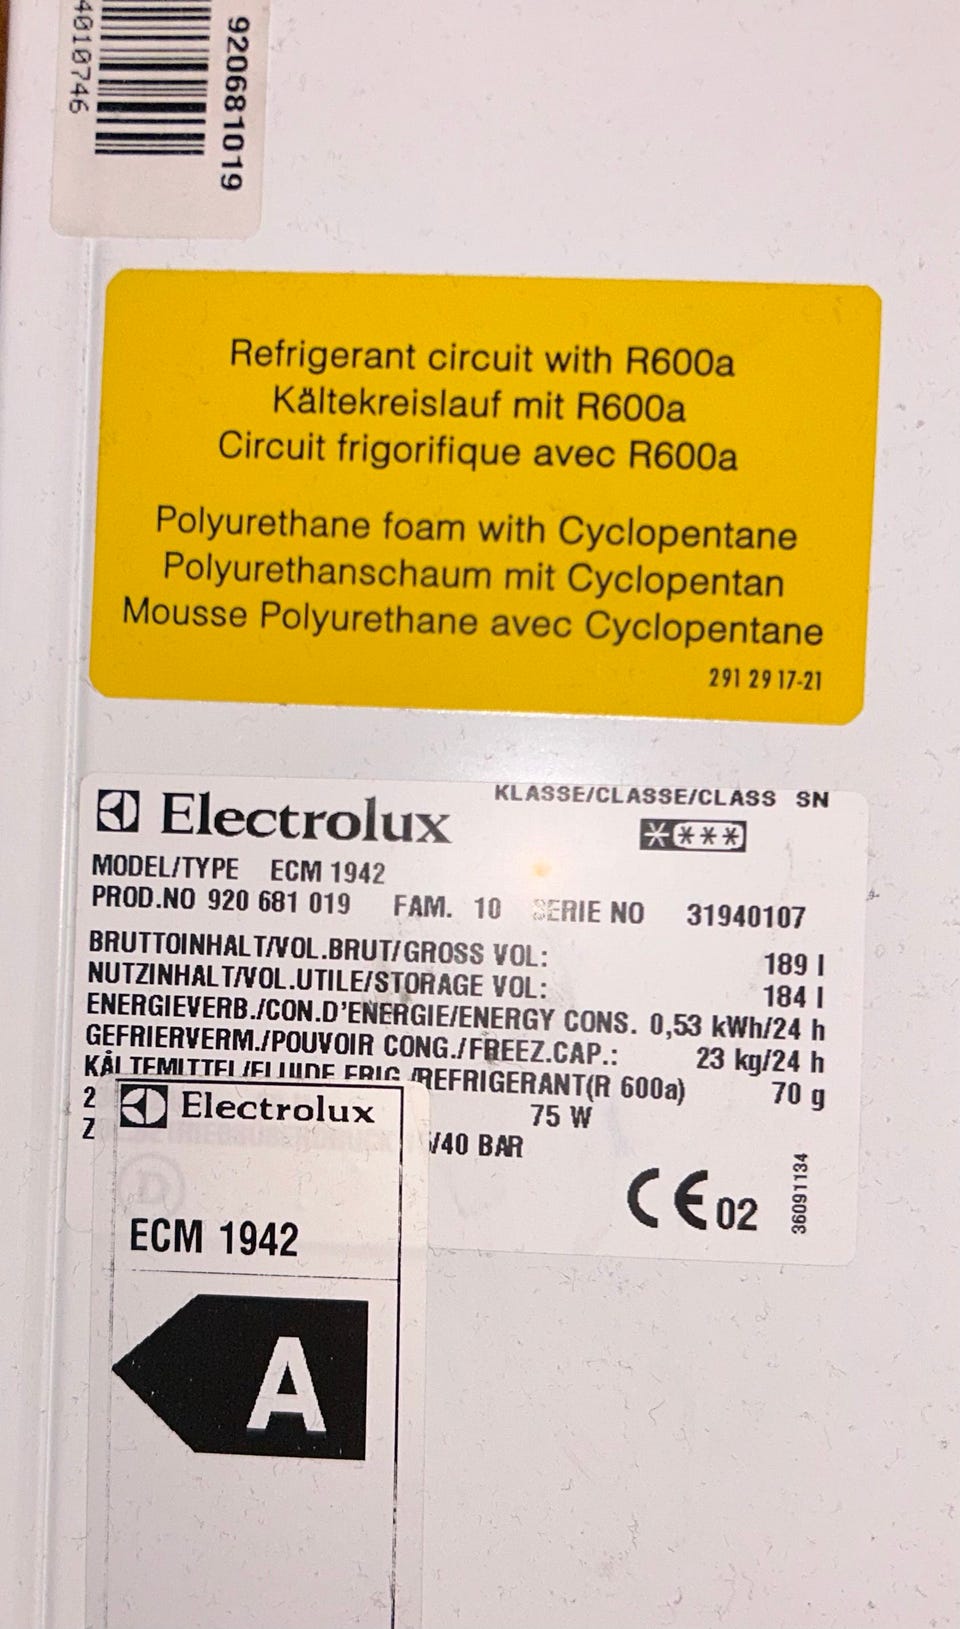 4010746
920681019
Refrigerant circuit with R600a
Kältekreislauf mit R600a
Circuit frigorifique avec R600a
Polyurethane foam with Cyclopentane
Polyurethanschaum mit Cyclopentan
Mousse Polyurethane avec Cyclopentane
291 29 17-21
KLASSE/CLASSE/CLASS SN
Electrolux
****
MODEL/TYPE ECM 1942
PROD.NO 920 681 019 FAM. 10 SERIE NO 31940107
BRUTTOINHALT/VOL.BRUT/GROSS VOL: 189 l
NUTZINHALT/VOL.UTILE/STORAGE VOL: 184 l
ENERGIEVERB./CON.D'ENERGIE/ENERGY CONS. 0,53 kWh/24 h
GEFRIERVERM./POUVOIR CONG./FREEZ.CAP.: 23 kg/24 h
KÄLTEMITTEL/FLUIDE FRIG./REFRIGERANT(R 600a) 70 g
2 75 W
Z /40 BAR
CE 02
36091134
Electrolux
D
ECM 1942
A